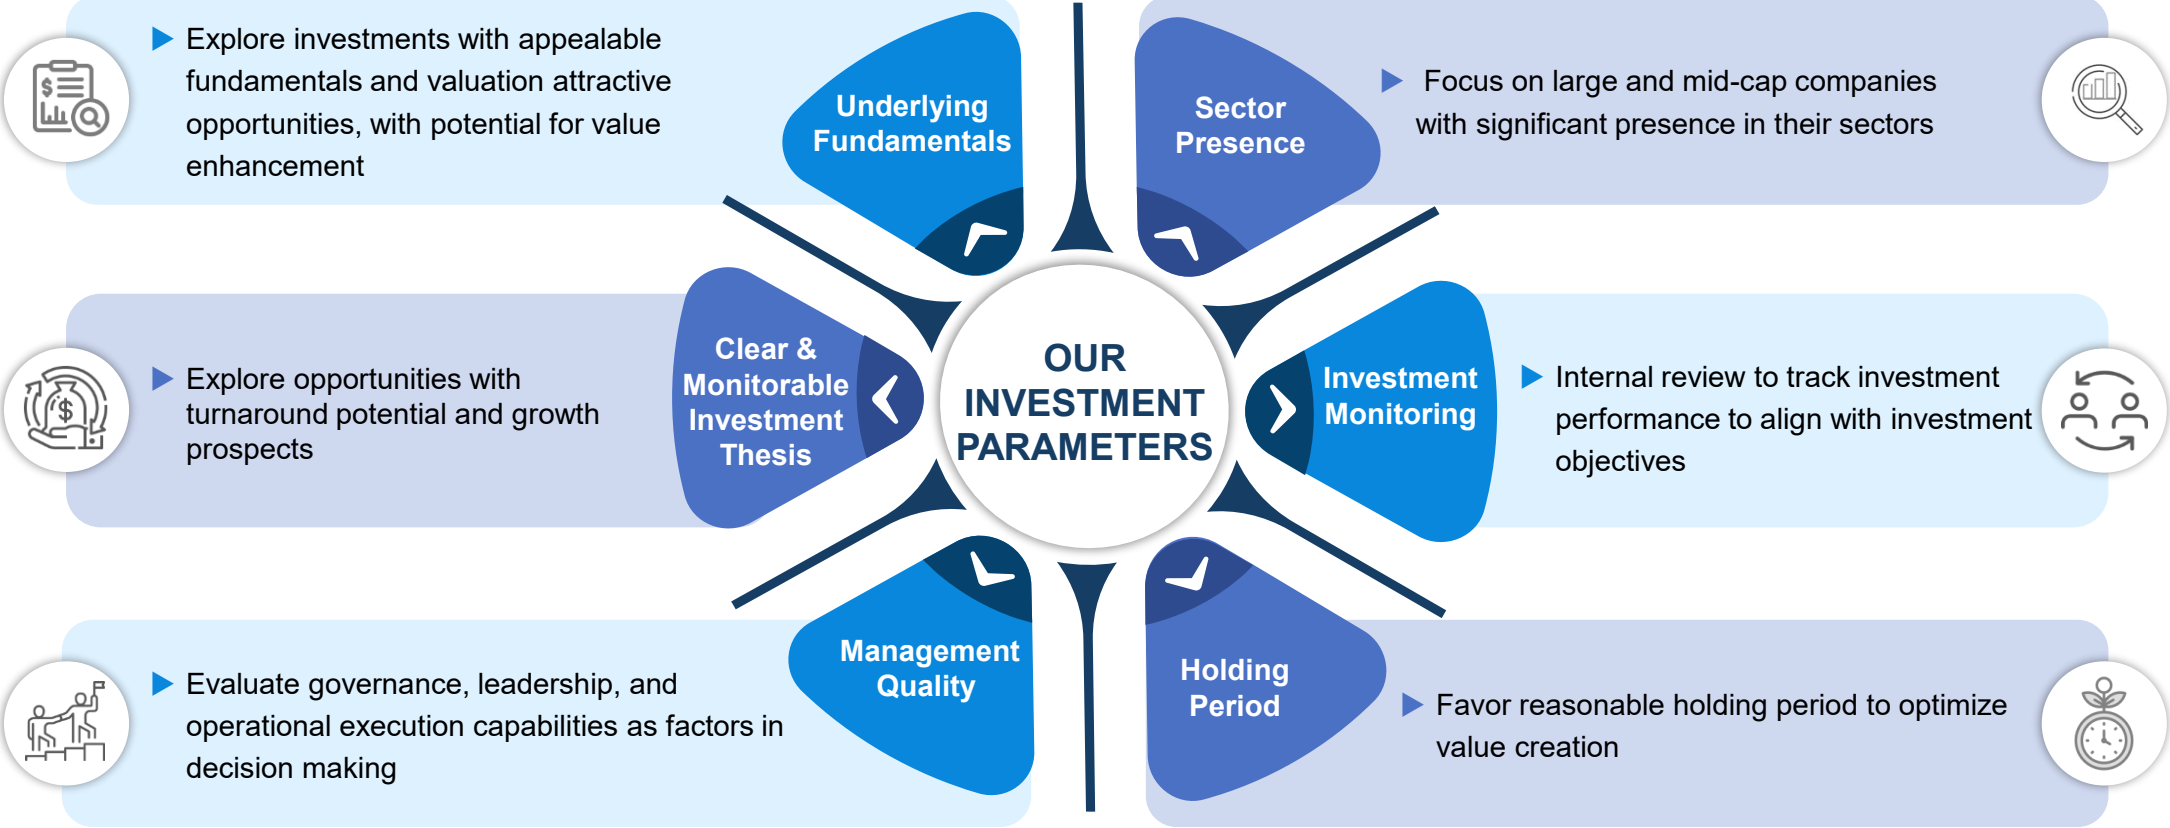 Explore investments with appealable
fundamentals and valuation attractive
opportunities, with potential for value
enhancement
Underlying
Fundamentals
Sector
Presence
Focus on large and mid-cap companies
with significant presence in their sectors
Explore opportunities with
turnaround potential and growth
prospects
Clear &
Monitorable
Investment
Thesis
OUR
INVESTMENT
PARAMETERS
Investment
Monitoring
Internal review to track investment
performance to align with investment
objectives
Evaluate governance, leadership, and
operational execution capabilities as factors in
decision making
Management
Quality
Holding
Period
Favor reasonable holding period to optimize
value creation